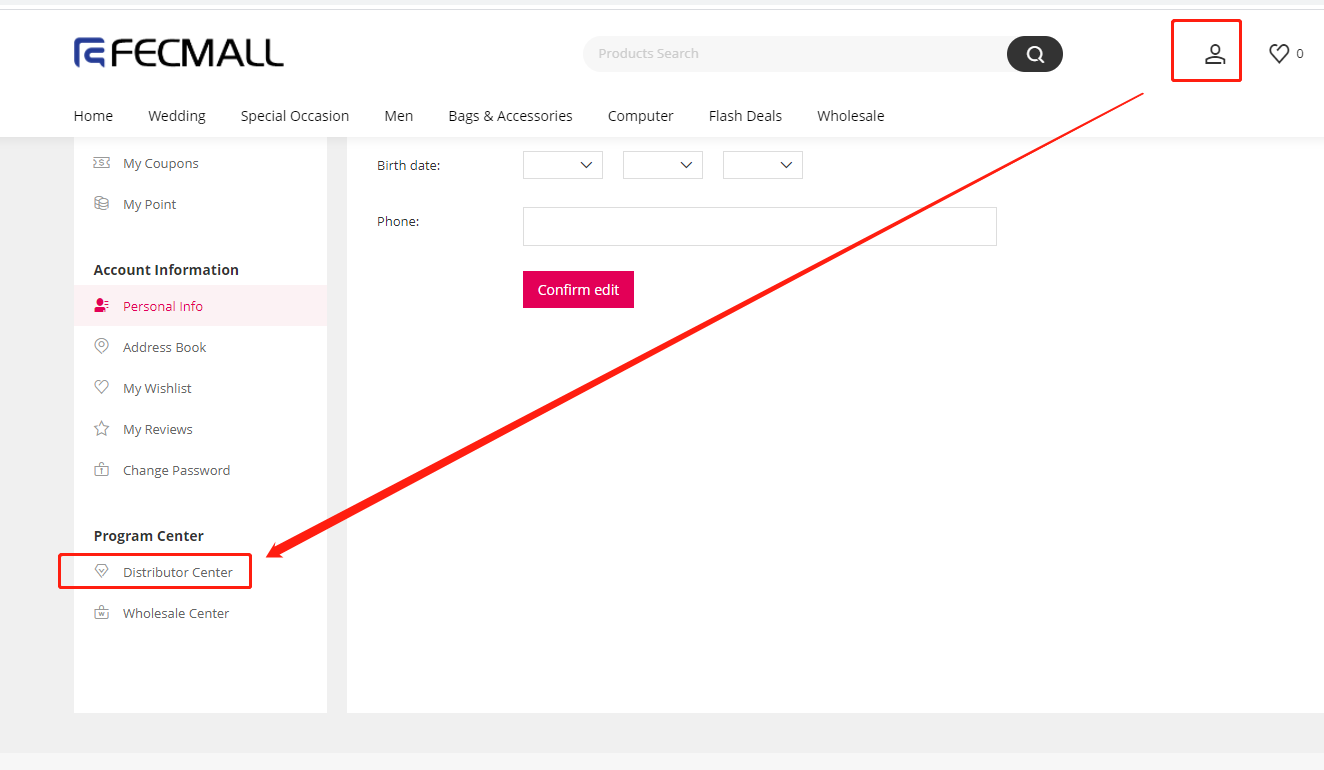 FECMALL
Products Search
0
Home Wedding Special Occasion Men Bags & Accessories Computer Flash Deals Wholesale
My Coupons
My Point
Account Information
Personal Info
Address Book
My Wishlist
My Reviews
Change Password
Program Center
Distributor Center
Wholesale Center
Birth date:
Phone:
Confirm edit